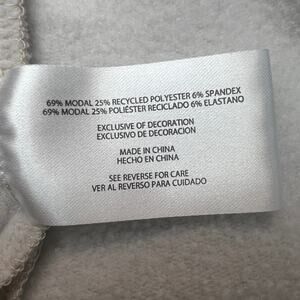 69% MODAL 25% RECYCLED POLYESTER 6% SPANDEX
69% MODAL 25% POLIÉSTER RECICLADO 6% ELASTANO
EXCLUSIVE OF DECORATION
EXCLUSIVO DE DECORACION
MADE IN CHINA
HECHO EN CHINA
SEE REVERSE FOR CARE
VER AL REVERSO PARA CUIDADO